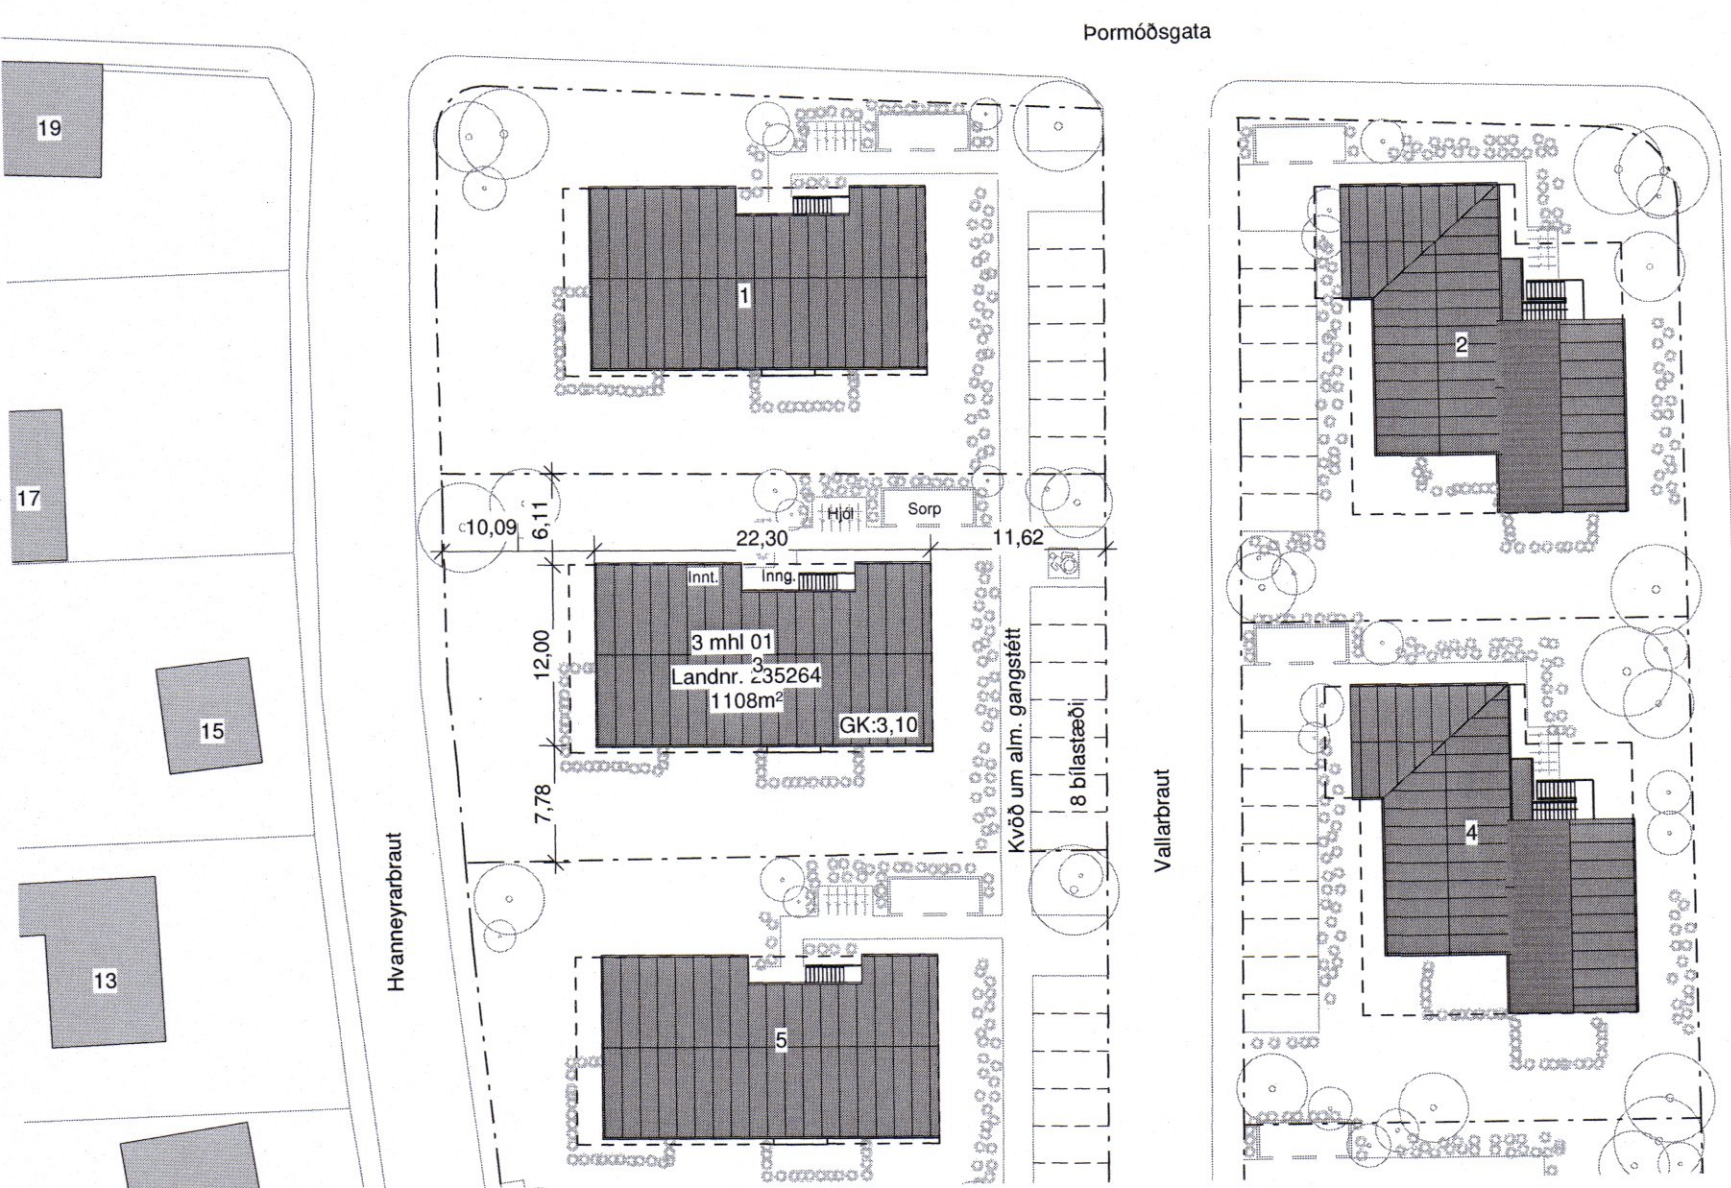 Þormóðsgata
19
1
2
17
10,09
6,11
22,30
Hjól
Sorp
11,62
Innt.
Inng.
12,00
3 mhl 01
3
Landnr. 235264
1108m²
GK:3,10
Kvöð um alm. gangstétt
8 bílastæði
15
7,78
Hvanneyrarbraut
Vallarbraut
4
13
5